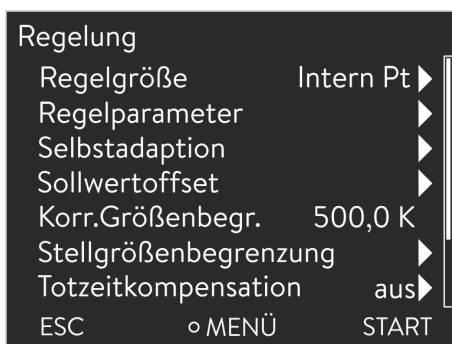 Regelung
Regelgröße Intern Pt
Regelparameter
Selbstadaption
Sollwertoffset
Korr.Größenbegr. 500,0 K
Stellgrößenbegrenzung
Totzeitkompensation aus
ESC MENÜ START